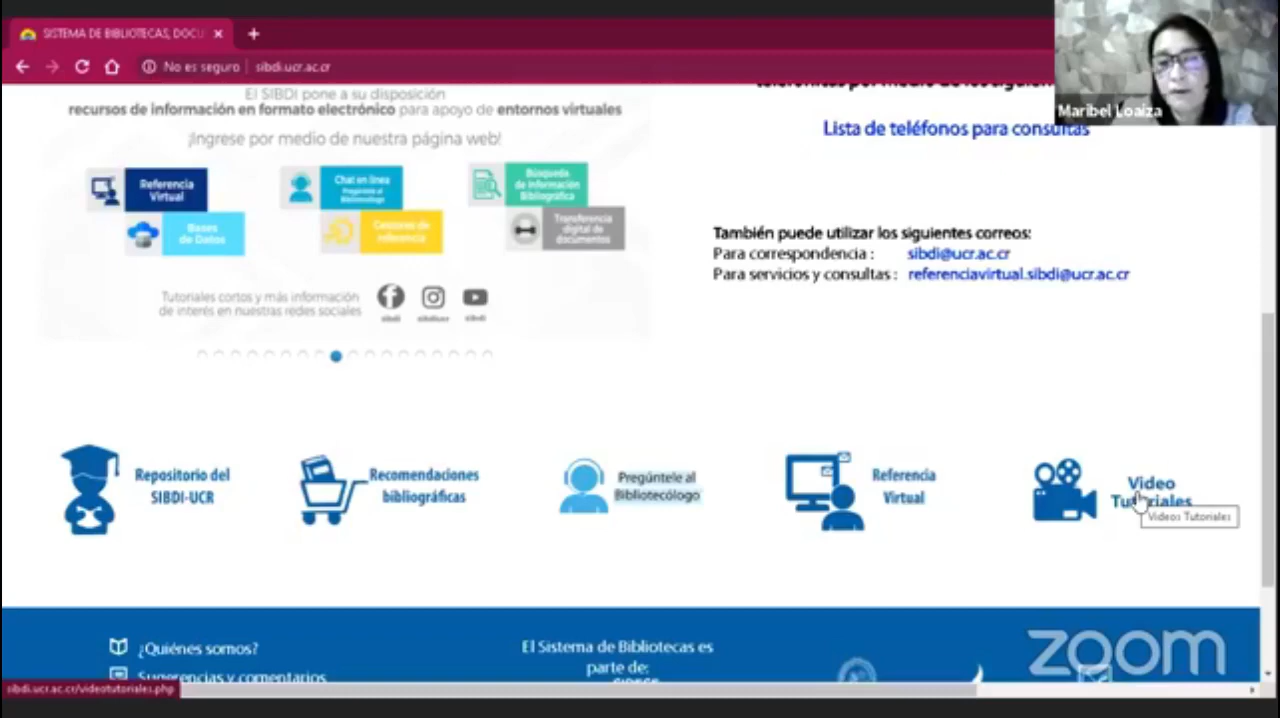 SISTEMA DE BIBLIOTECAS, DOCU
No es seguro
sibdi.ucr.ac.cr
Maribel Loaiza
El SIBDI pone a su disposición
recursos de información en formato electrónico para apoyo de entornos virtuales
¡Ingrese por medio de nuestra página web!
Lista de teléfonos para consultas
Referencia
Virtual
Chat en línea
Pregúntele al
Bibliotecólogo
Búsqueda
de Información
Bibliográfica
Bases
de Datos
Gestores de
referencia
Transferencia
digital de
documentos
También puede utilizar los siguientes correos:
Para correspondencia : sibdi@ucr.ac.cr
Para servicios y consultas : referenciavirtual.sibdi@ucr.ac.cr
Tutoriales cortos y más información
de interés en nuestras redes sociales
sibdi
sibdiucr
sibdi
Repositorio del
SIBDI-UCR
Recomendaciones
bibliográficas
Pregúntele al
Bibliotecólogo
Referencia
Virtual
Video
Tutoriales
Videos Tutoriales
¿Quiénes somos?
Sugerencias y comentarios
El Sistema de Bibliotecas es
parte de:
zoom
sibdi.ucr.ac.cr/videotutoriales.php